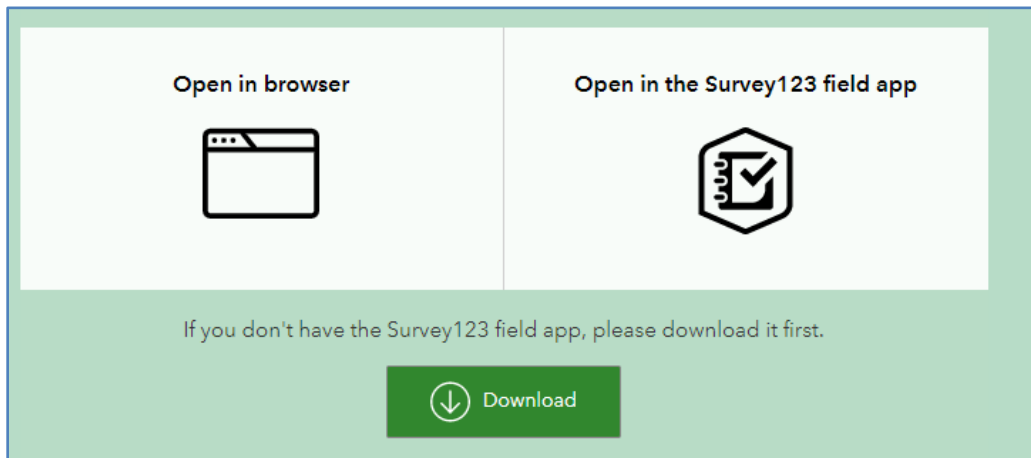 Open in browser
Open in the Survey123 field app
If you don't have the Survey123 field app, please download it first.
Download